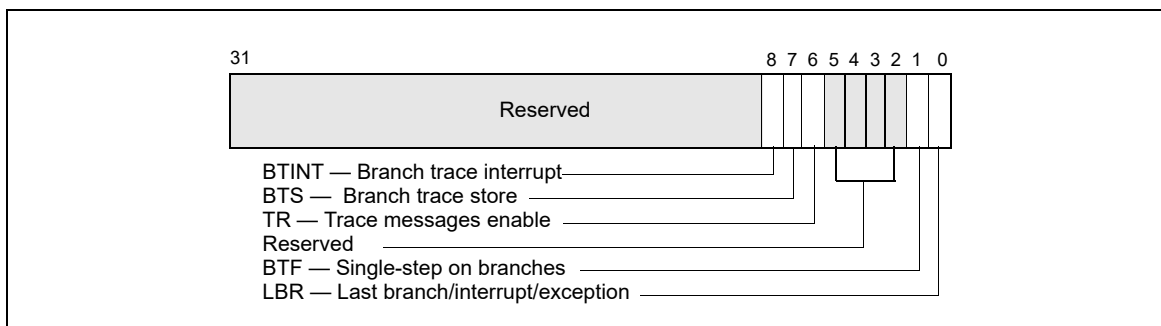 31 8 7 6 5 4 3 2 1 0
Reserved
BTINT — Branch trace interrupt
BTS — Branch trace store
TR — Trace messages enable
Reserved
BTF — Single-step on branches
LBR — Last branch/interrupt/exception